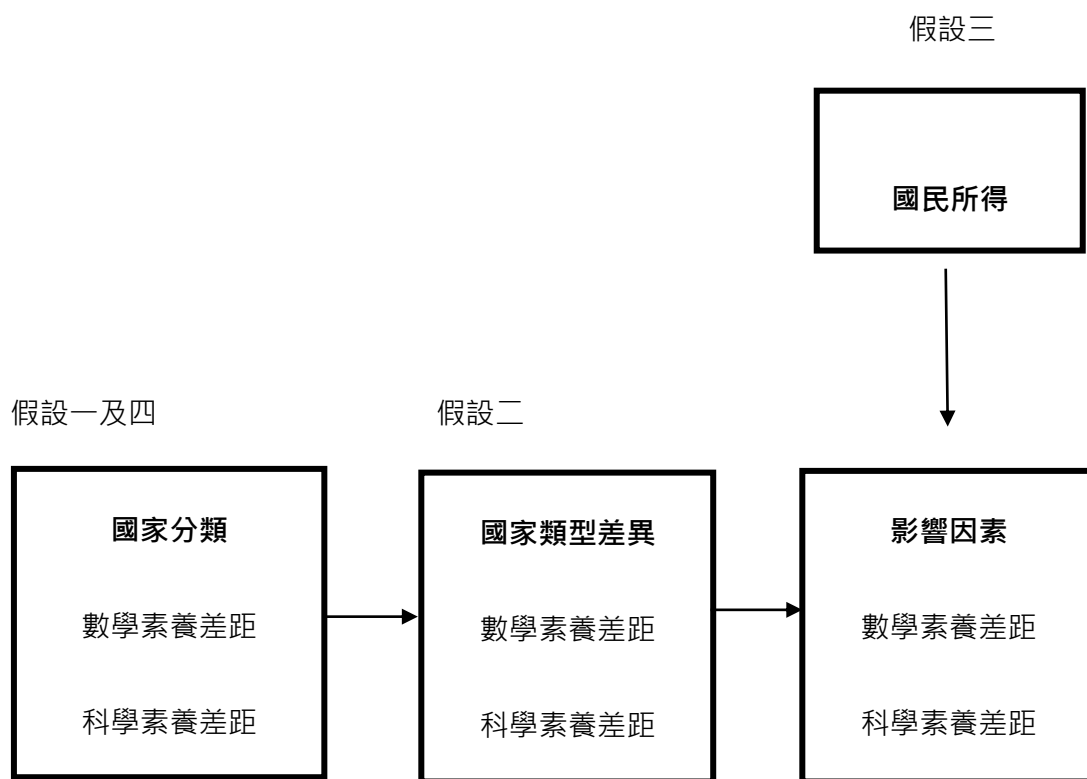 假設三
國民所得
假設一及四
假設二
國家分類
數學素養差距
科學素養差距
國家類型差異
數學素養差距
科學素養差距
影響因素
數學素養差距
科學素養差距